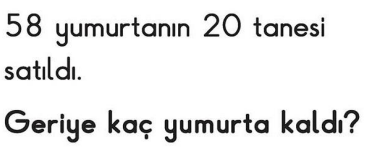 58 yumurtanın 20 tanesi
satıldı.
Geriye kaç yumurta kaldı?